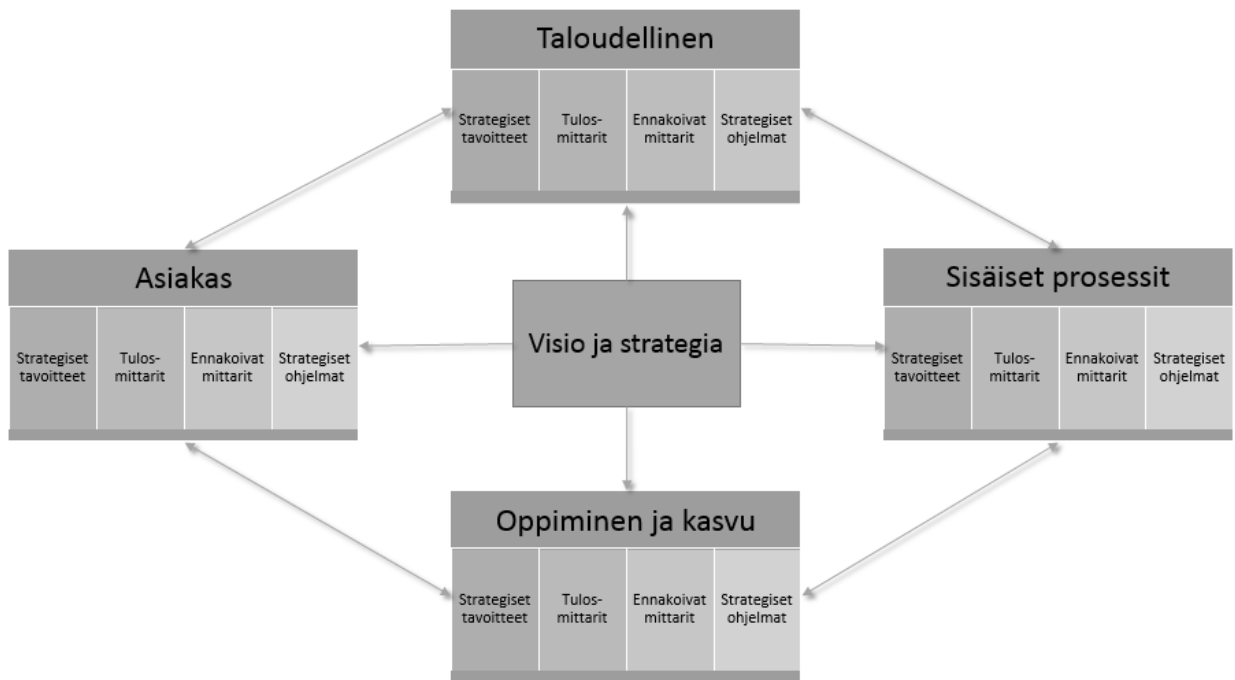 Taloudellinen
Strategiset
tavoitteet
Tulos-
mittarit
Ennakoivat
mittarit
Strategiset
ohjelmat
Asiakas
Strategiset
tavoitteet
Tulos-
mittarit
Ennakoivat
mittarit
Strategiset
ohjelmat
Visio ja strategia
Sisäiset prosessit
Strategiset
tavoitteet
Tulos-
mittarit
Ennakoivat
mittarit
Strategiset
ohjelmat
Oppiminen ja kasvu
Strategiset
tavoitteet
Tulos-
mittarit
Ennakoivat
mittarit
Strategiset
ohjelmat